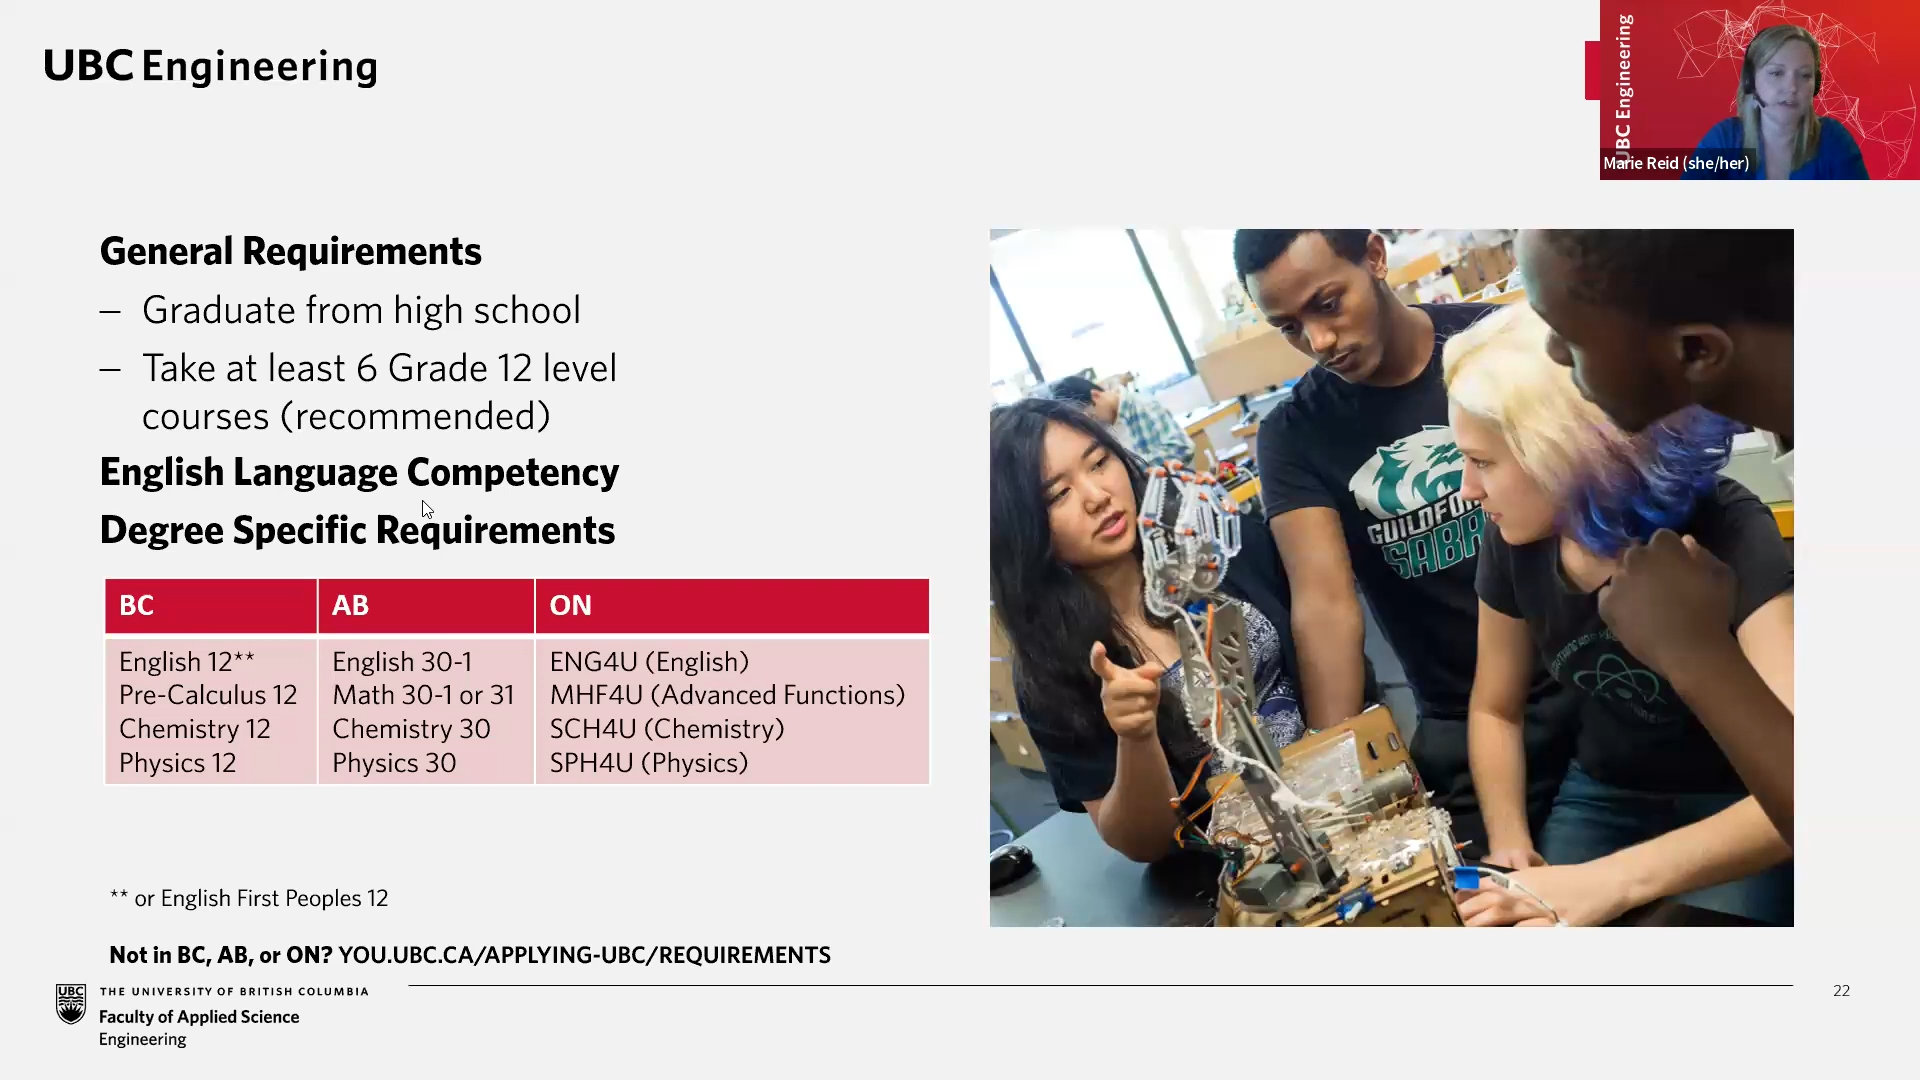 UBC Engineering
UBC Engineering
Marie Reid (she/her)
General Requirements
– Graduate from high school
– Take at least 6 Grade 12 level
courses (recommended)
English Language Competency
Degree Specific Requirements
BC AB ON
English 12** English 30-1 ENG4U (English)
Pre-Calculus 12 Math 30-1 or 31 MHF4U (Advanced Functions)
Chemistry 12 Chemistry 30 SCH4U (Chemistry)
Physics 12 Physics 30 SPH4U (Physics)
** or English First Peoples 12
Not in BC, AB, or ON? YOU.UBC.CA/APPLYING-UBC/REQUIREMENTS
UBC
THE UNIVERSITY OF BRITISH COLUMBIA
Faculty of Applied Science
Engineering
22